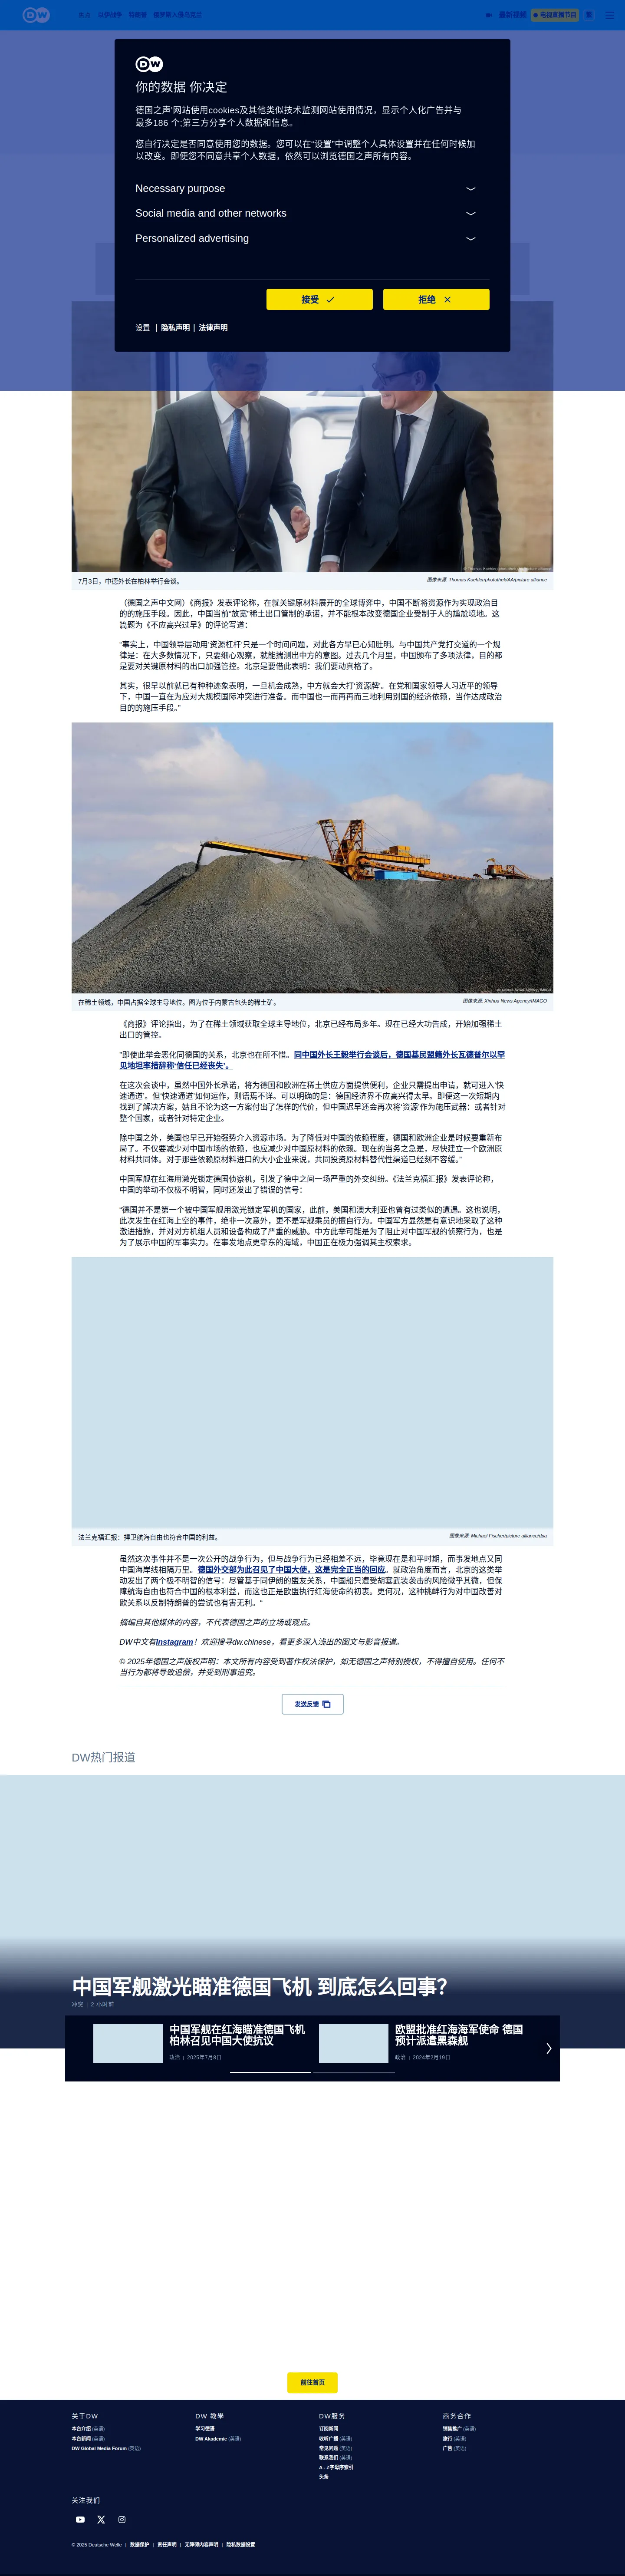 DW
最新视频
电视直播节目
繁
DW
你的数据 你决定
德国之声'网站使用cookies及其他类似技术监测网站使用情况，显示个人化广告并与
最多186 个;第三方分享个人数据和信息。
您自行决定是否同意使用您的数据。您可以在“设置”中调整个人具体设置并在任何时候加
以改变。即便您不同意共享个人数据，依然可以浏览德国之声所有内容。
Necessary purpose
Social media and other networks
Personalized advertising
接受
拒绝
设置 | 隐私声明 | 法律声明
7月3日，中德外长在柏林举行会谈。
图像来源: Thomas Koehler/photothek/AA/picture alliance
（德国之声中文网）《商报》发表评论称，在就关键原材料展开的全球博弈中，中国不断将资源作为实现政治目
的的施压手段。因此，中国当前“放宽”稀土出口管制的承诺，并不能根本改变德国企业受制于人的尴尬境地。这
篇题为《不应高兴过早》的评论写道：
“事实上，中国领导层动用‘资源杠杆’只是一个时间问题，对此各方早已心知肚明。与中国共产党打交道的一个规
律是：在大多数情况下，只要细心观察，就能揣测出中方的意图。过去几个月里，中国颁布了多项法律，目的都
是要对关键原材料的出口加强管控。北京是要借此表明：我们要动真格了。
其实，很早以前就已有种种迹象表明，一旦机会成熟，中方就会大打‘资源牌’。在党和国家领导人习近平的领导
下，中国一直在为应对大规模国际冲突进行准备。而中国也一而再再而三地利用别国的经济依赖，当作达成政治
目的的施压手段。”
在稀土领域，中国占据全球主导地位。图为位于内蒙古包头的稀土矿。
图像来源: Xinhua News Agency/IMAGO
《商报》评论指出，为了在稀土领域获取全球主导地位，北京已经布局多年。现在已经大功告成，开始加强稀土
出口的管控。
“即使此举会恶化同德国的关系，北京也在所不惜。同中国外长王毅举行会谈后，德国基民盟籍外长瓦德普尔以罕
见地坦率措辞称‘信任已经丧失’。
在这次会谈中，虽然中国外长承诺，将为德国和欧洲在稀土供应方面提供便利，企业只需提出申请，就可进入‘快
速通道’。但‘快速通道’如何运作，则语焉不详。可以明确的是：德国经济界不应高兴得太早。即便这一次短期内
找到了解决方案，姑且不论为这一方案付出了怎样的代价，但中国迟早还会再次将‘资源’作为施压武器：或者针对
整个国家，或者针对特定企业。
除中国之外，美国也早已开始强势介入资源市场。为了降低对中国的依赖程度，德国和欧洲企业是时候要重新布
局了。不仅要减少对中国市场的依赖，也应减少对中国原材料的依赖。现在的当务之急是，尽快建立一个欧洲原
材料共同体。对于那些依赖原材料进口的大小企业来说，共同投资原材料替代性渠道已经刻不容缓。”
中国军舰在红海用激光锁定德国侦察机，引发了德中之间一场严重的外交纠纷。《法兰克福汇报》发表评论称，
中国的举动不仅极不明智，同时还发出了错误的信号：
“德国并不是第一个被中国军舰用激光锁定军机的国家，此前，美国和澳大利亚也曾有过类似的遭遇。这也说明，
此次发生在红海上空的事件，绝非一次意外，更不是军舰乘员的擅自行为。中国军方显然是有意识地采取了这种
激进措施，并对对方机组人员和设备构成了严重的威胁。中方此举可能是为了阻止对中国军舰的侦察行为，也是
为了展示中国的军事实力。在事发地点更靠东的海域，中国正在极力强调其主权索求。
法兰克福汇报：捍卫航海自由也符合中国的利益。
图像来源: Michael Fischer/picture alliance/dpa
虽然这次事件并不是一次公开的战争行为，但与战争行为已经相差不远，毕竟现在是和平时期，而事发地点又同
中国海岸线相隔万里。德国外交部为此召见了中国大使，这是完全正当的回应。就政治角度而言，北京的这类举
动发出了两个极不明智的信号：尽管基于同伊朗的盟友关系，中国船只遭受胡塞武装袭击的风险微乎其微，但保
障航海自由也符合中国的根本利益，而这也正是欧盟执行红海使命的初衷。更何况，这种挑衅行为对中国改善对
欧关系以反制特朗普的尝试也有害无利。”
摘编自其他媒体的内容，不代表德国之声的立场或观点。
DW中文有Instagram！欢迎搜寻dw.chinese，看更多深入浅出的图文与影音报道。
© 2025年德国之声版权声明：本文所有内容受到著作权法保护，如无德国之声特别授权，不得擅自使用。任何不
当行为都将导致追偿，并受到刑事追究。
发送反馈
DW热门报道
中国军舰激光瞄准德国飞机 到底怎么回事？
冲突 | 2 小时前
中国军舰在红海瞄准德国飞机
柏林召见中国大使抗议
政治 | 2025年7月9日
欧盟批准红海海军使命 德国
预计派遣黑森舰
政治 | 2024年2月19日
前往首页
关于DW
本台介绍 (英语)
本台新闻 (英语)
DW Global Media Forum (英语)
DW 教學
学习德语
DW Akademie (英语)
DW服务
订阅新闻
收听广播 (英语)
常见问题 (英语)
联系我们 (英语)
A - Z字母序索引
头条
商务合作
销售推广 (英语)
旅行 (英语)
广告 (英语)
关注我们
© 2025 Deutsche Welle | 数据保护 | 责任声明 | 无障碍内容声明 | 隐私数据设置